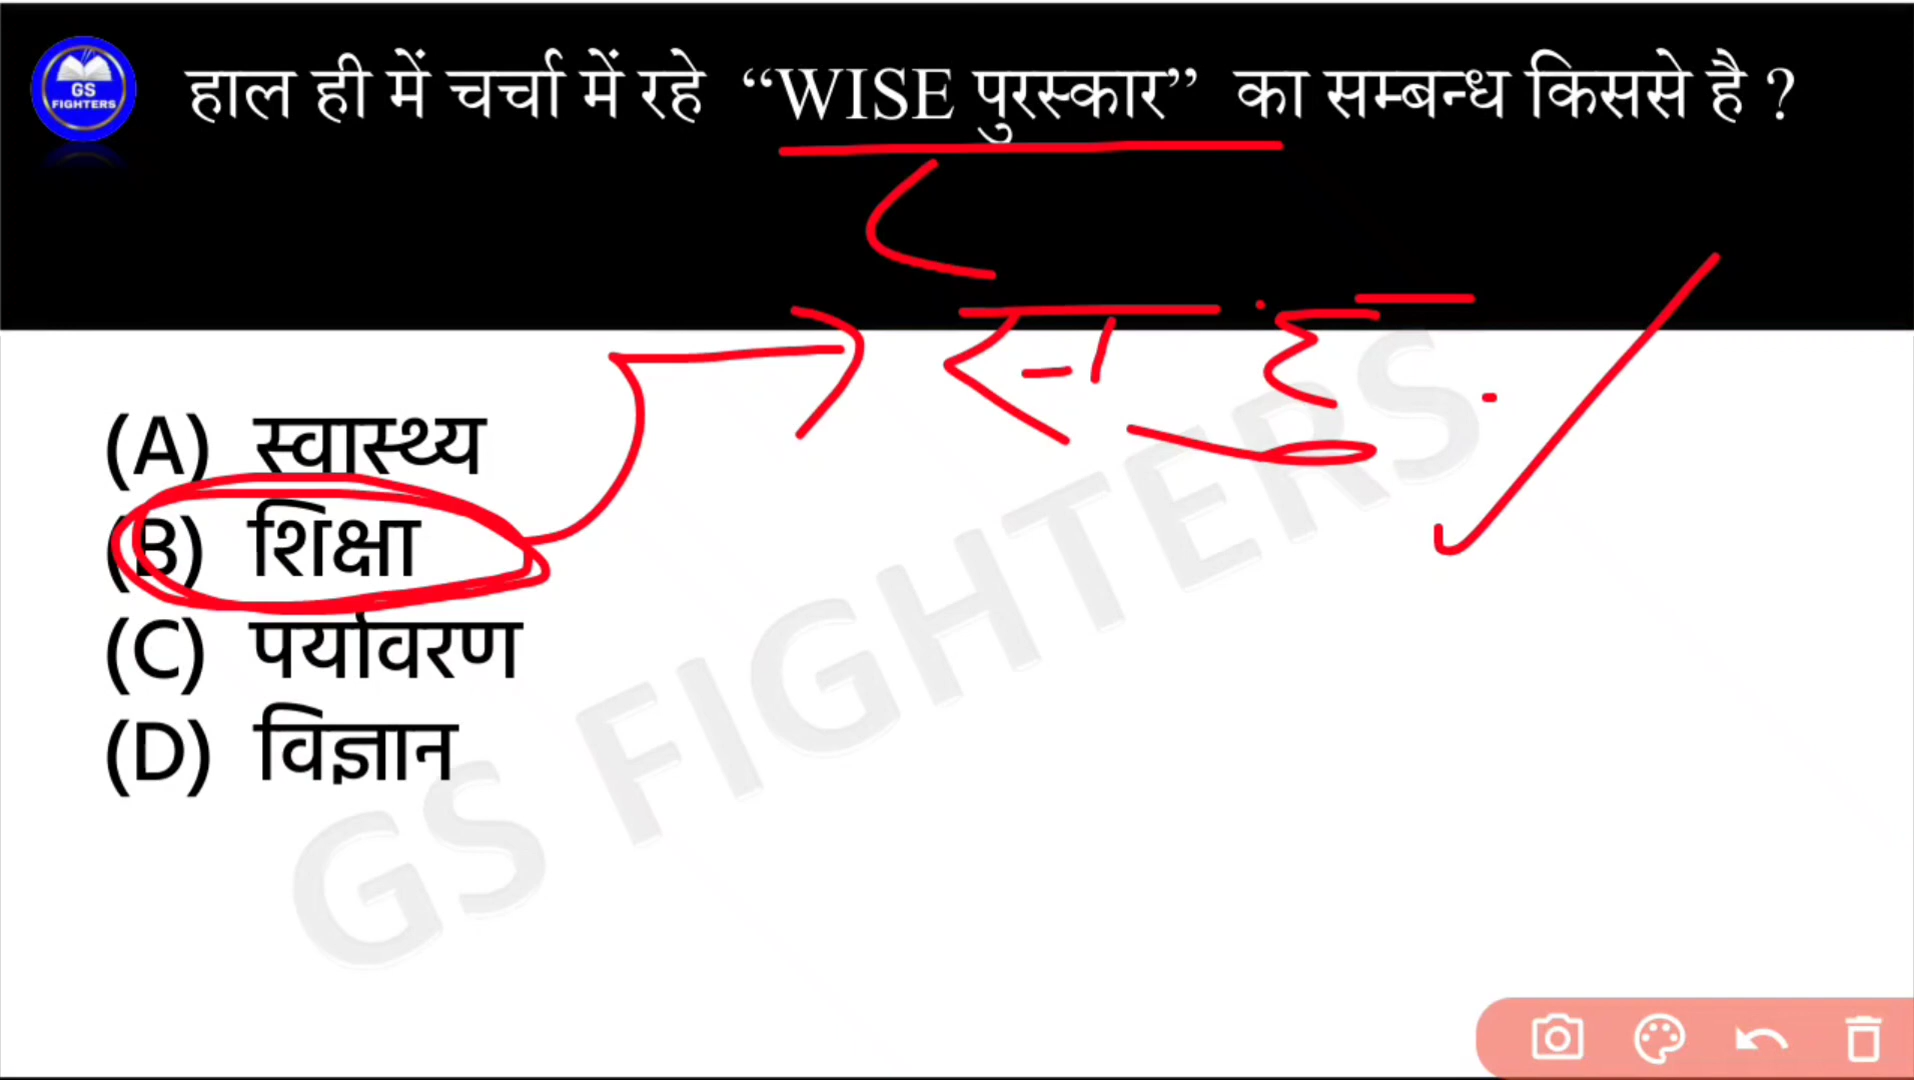 GS
FIGHTERS
हाल ही में चर्चा में रहे “WISE पुरस्कार” का सम्बन्ध किससे है ?
(A) स्वास्थ्य
(B) शिक्षा
(C) पर्यावरण
(D) विज्ञान
GS FIGHTERS